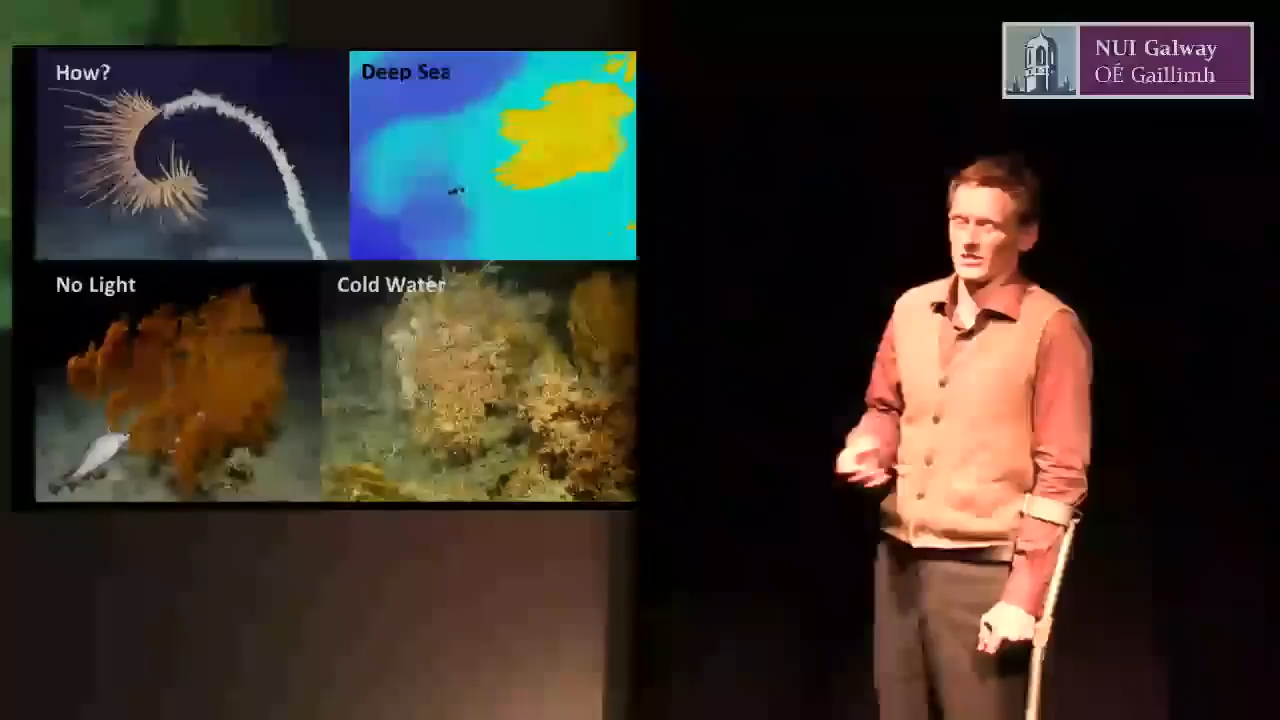 How?
Deep Sea
No Light
Cold Water
NUI Galway
OÉ Gaillimh